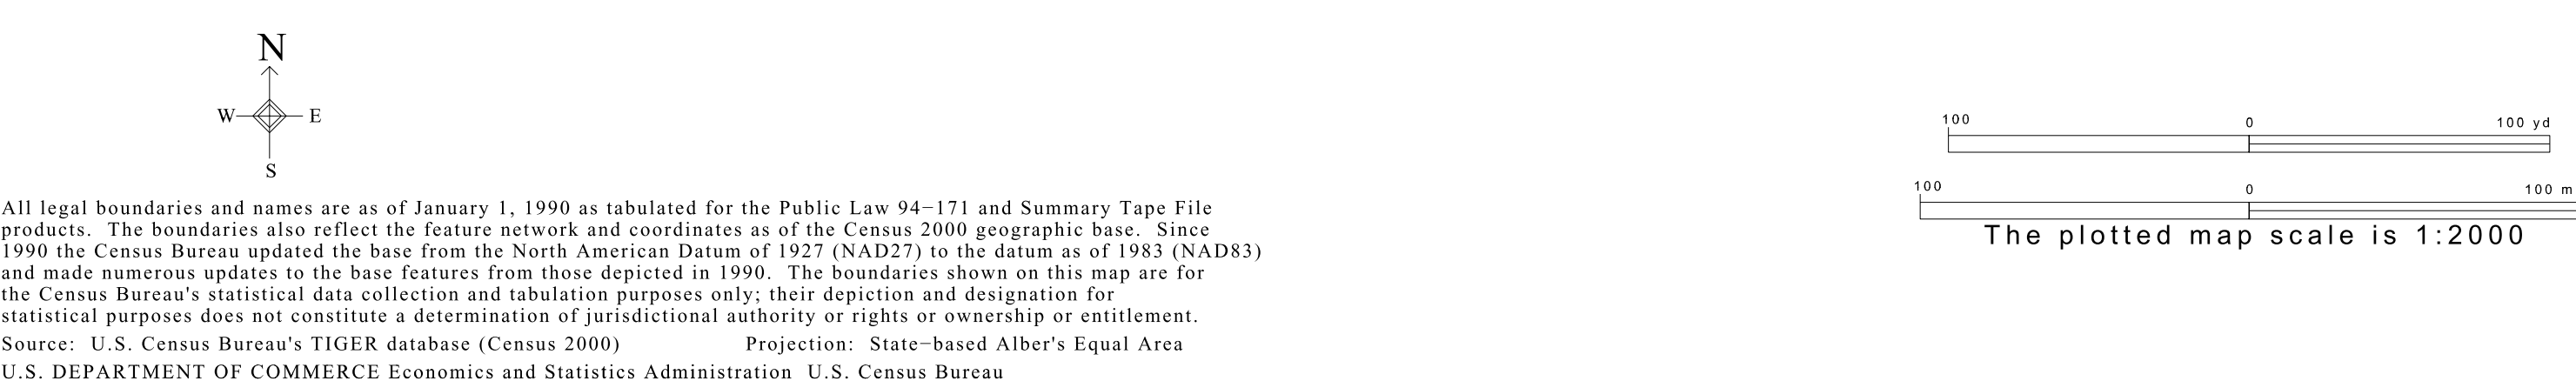 N
W E
S
All legal boundaries and names are as of January 1, 1990 as tabulated for the Public Law 94−171 and Summary Tape File
products.  The boundaries also reflect the feature network and coordinates as of the Census 2000 geographic base.  Since
1990 the Census Bureau updated the base from the North American Datum of 1927 (NAD27) to the datum as of 1983 (NAD83)
and made numerous updates to the base features from those depicted in 1990.  The boundaries shown on this map are for
the Census Bureau's statistical data collection and tabulation purposes only; their depiction and designation for
statistical purposes does not constitute a determination of jurisdictional authority or rights or ownership or entitlement.
Source:  U.S. Census Bureau's TIGER database (Census 2000) Projection:  State−based Alber's Equal Area
U.S. DEPARTMENT OF COMMERCE Economics and Statistics Administration  U.S. Census Bureau
100 0 100 yd
100 0 100 m
The plotted map scale is 1:2000